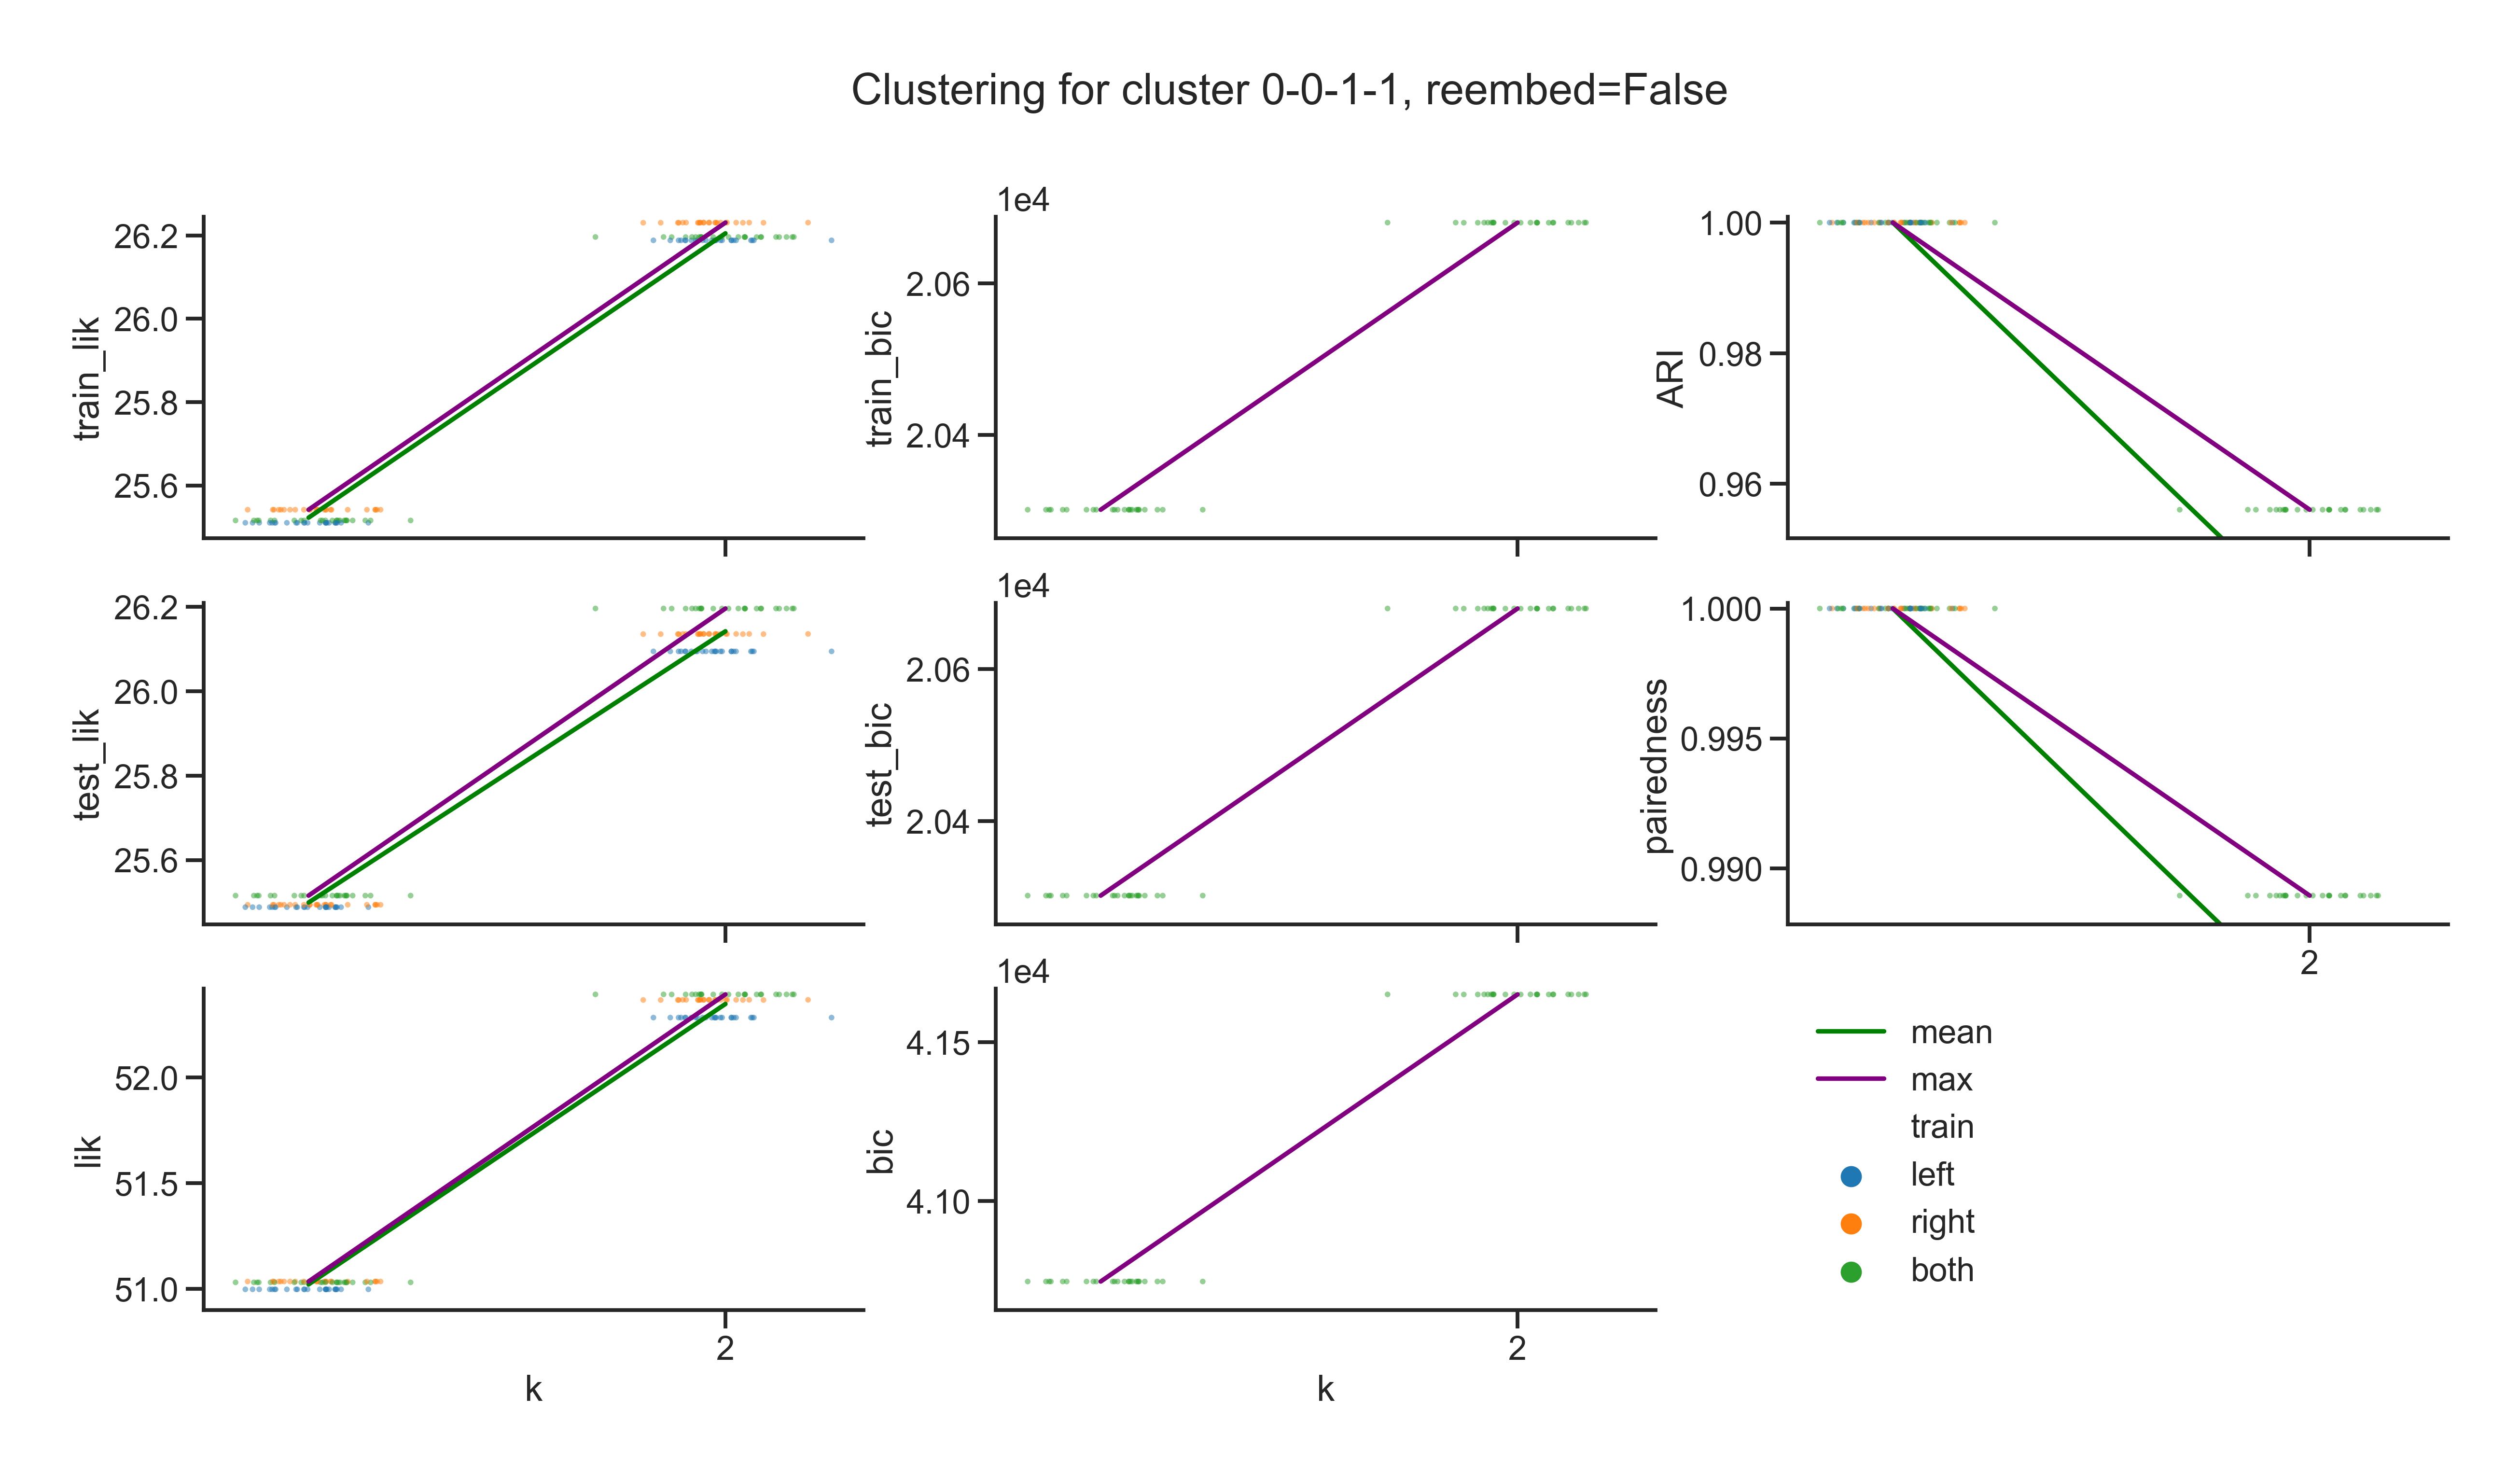 Clustering for cluster 0-0-1-1, reembed=False
train_lik
26.2
26.0
25.8
25.6
1e4
train_bic
2.06
2.04
ARI
1.00
0.98
0.96
test_lik
26.2
26.0
25.8
25.6
1e4
test_bic
2.06
2.04
pairedness
1.000
0.995
0.990
2
lik
52.0
51.5
51.0
2
k
1e4
bic
4.15
4.10
2
k
mean
max
train
left
right
both